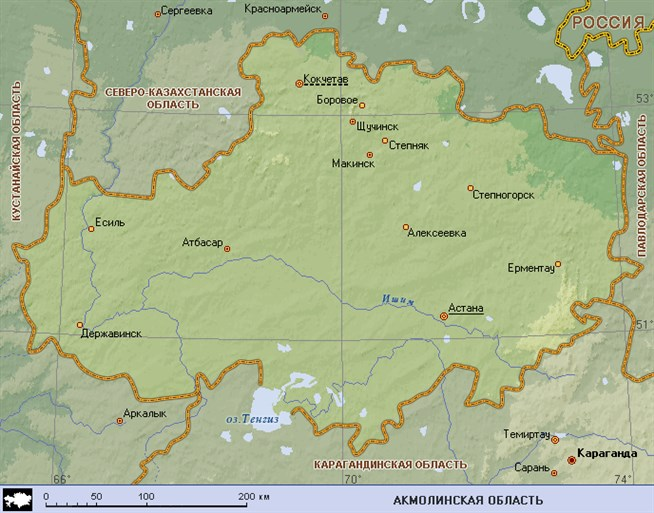 Сергеевка
Красноармейск
РОССИЯ
СЕВЕРО-КАЗАХСТАНСКАЯ
ОБЛАСТЬ
Кокчетав
Боровое
53°
КУСТАНАЙСКАЯ ОБЛАСТЬ
ПАВЛОДАРСКАЯ ОБЛАСТЬ
Щучинск
Степняк
Макинск
Степногорск
Есиль
Атбасар
Алексеевка
Ерментау
Ишим
Астана
Державинск
51°
Аркалык
оз.Тенгиз
Темиртау
Караганда
Сарань
КАРАГАНДИНСКАЯ ОБЛАСТЬ
66°
70°
74°
0 50 100 200 км
АКМОЛИНСКАЯ ОБЛАСТЬ